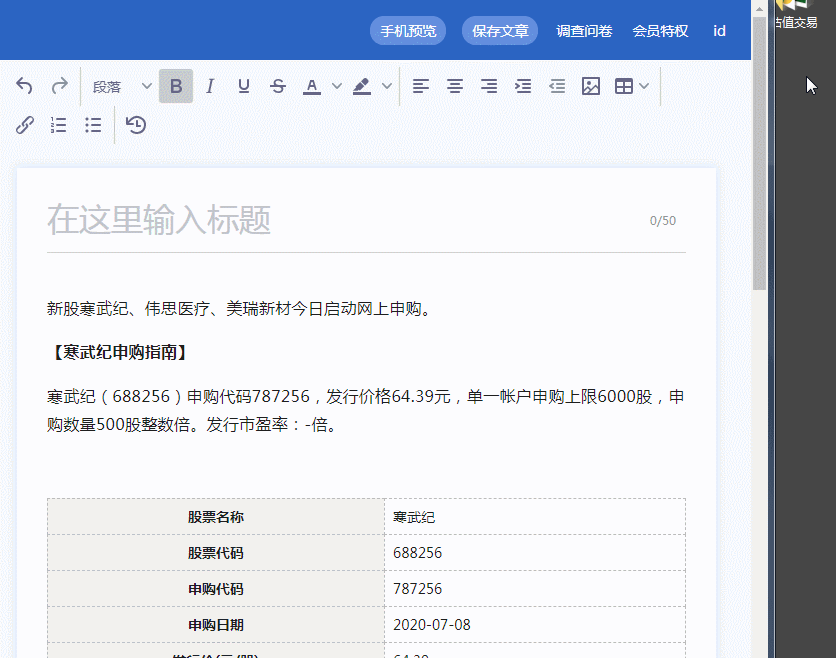 手机预览 保存文章 调查问卷 会员特权 id
估值交易
段落 B I U S A
在这里输入标题
0/50
新股寒武纪、伟思医疗、美瑞新材今日启动网上申购。
【寒武纪申购指南】
寒武纪（688256）申购代码787256，发行价格64.39元，单一帐户申购上限6000股，申
购数量500股整数倍。发行市盈率：-倍。
股票名称 寒武纪
股票代码 688256
申购代码 787256
申购日期 2020-07-08